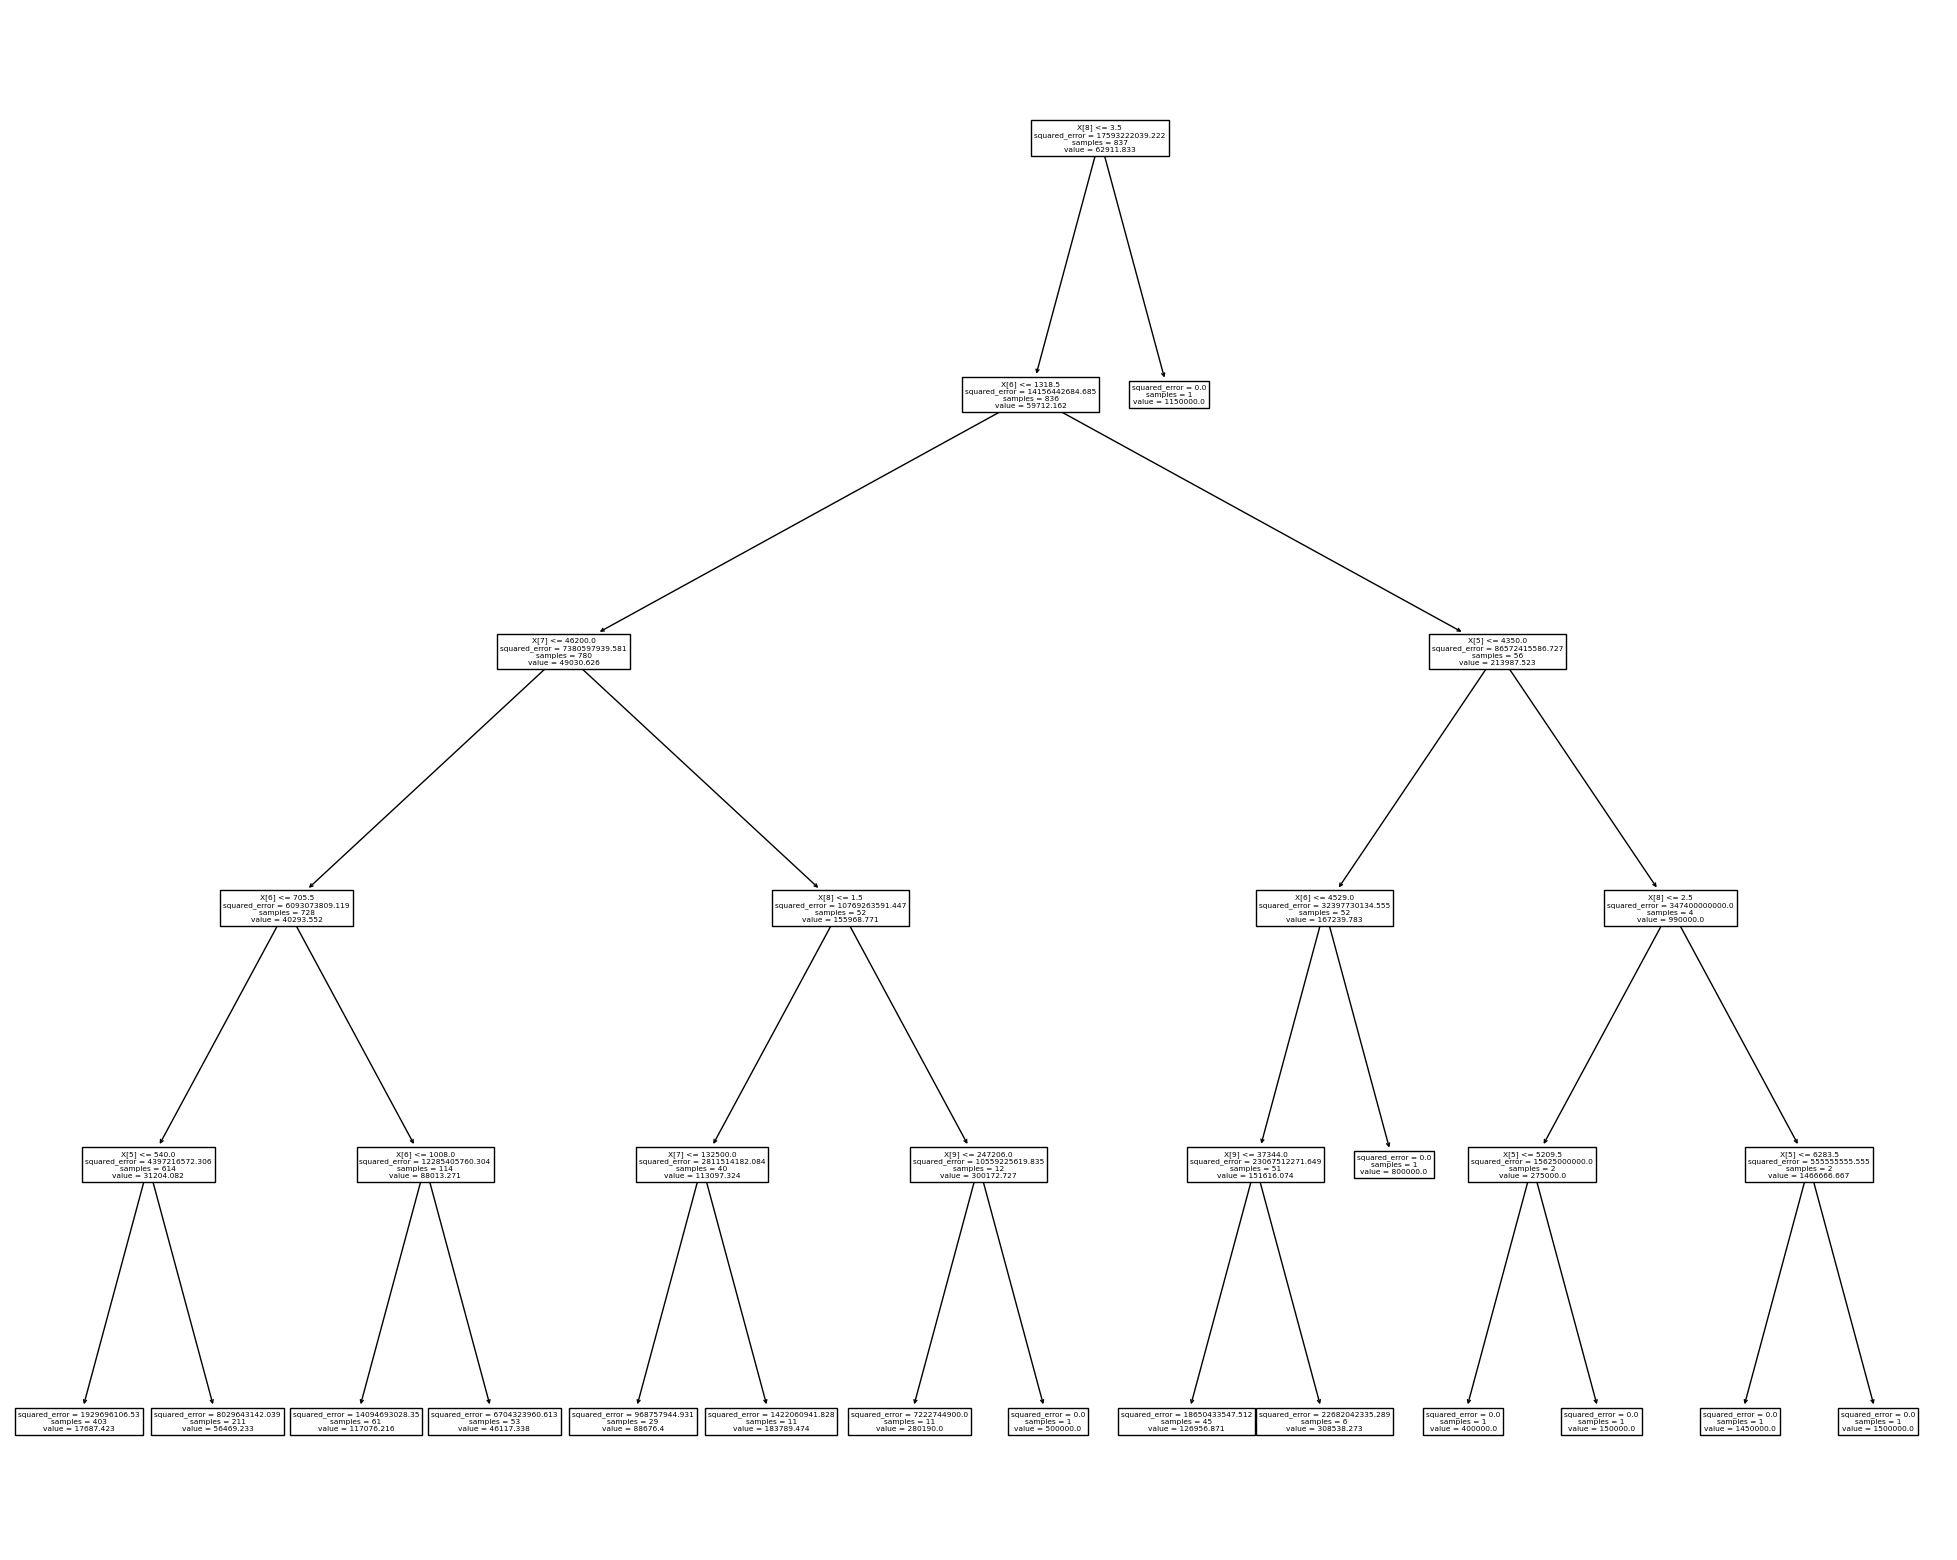 X[8] <= 3.5
squared_error = 17593222039.222
samples = 837
value = 62911.833
X[6] <= 1318.5
squared_error = 14156442684.685
samples = 836
value = 59712.162
squared_error = 0.0
samples = 1
value = 1150000.0
X[7] <= 46200.0
squared_error = 7380597939.581
samples = 780
value = 49030.626
X[5] <= 4350.0
squared_error = 86572415586.727
samples = 56
value = 213987.523
X[6] <= 705.5
squared_error = 6093073809.119
samples = 728
value = 40293.552
X[8] <= 1.5
squared_error = 10769263591.447
samples = 52
value = 155968.771
X[6] <= 4529.0
squared_error = 32397730134.555
samples = 52
value = 167239.783
X[8] <= 2.5
squared_error = 347400000000.0
samples = 4
value = 990000.0
X[5] <= 540.0
squared_error = 4397216572.306
samples = 614
value = 31204.082
X[6] <= 1008.0
squared_error = 12285405760.304
samples = 114
value = 88013.271
X[7] <= 132500.0
squared_error = 2811514182.084
samples = 40
value = 113097.324
X[9] <= 247206.0
squared_error = 10559225619.835
samples = 12
value = 300172.727
X[9] <= 37344.0
squared_error = 23067512271.649
samples = 51
value = 151616.074
squared_error = 0.0
samples = 1
value = 800000.0
X[5] <= 5209.5
squared_error = 15625000000.0
samples = 2
value = 275000.0
X[5] <= 6283.5
squared_error = 555555555.555
samples = 2
value = 1466666.667
squared_error = 1929696106.53
samples = 403
value = 17687.423
squared_error = 8029643142.039
samples = 211
value = 56469.233
squared_error = 14094693028.35
samples = 61
value = 117076.216
squared_error = 6704323960.613
samples = 53
value = 46117.338
squared_error = 968757944.931
samples = 29
value = 88676.4
squared_error = 1422060941.828
samples = 11
value = 183789.474
squared_error = 7222744900.0
samples = 11
value = 280190.0
squared_error = 0.0
samples = 1
value = 500000.0
squared_error = 18650433547.512
samples = 45
value = 126956.871
squared_error = 22682042335.289
samples = 6
value = 308538.273
squared_error = 0.0
samples = 1
value = 400000.0
squared_error = 0.0
samples = 1
value = 150000.0
squared_error = 0.0
samples = 1
value = 1450000.0
squared_error = 0.0
samples = 1
value = 1500000.0